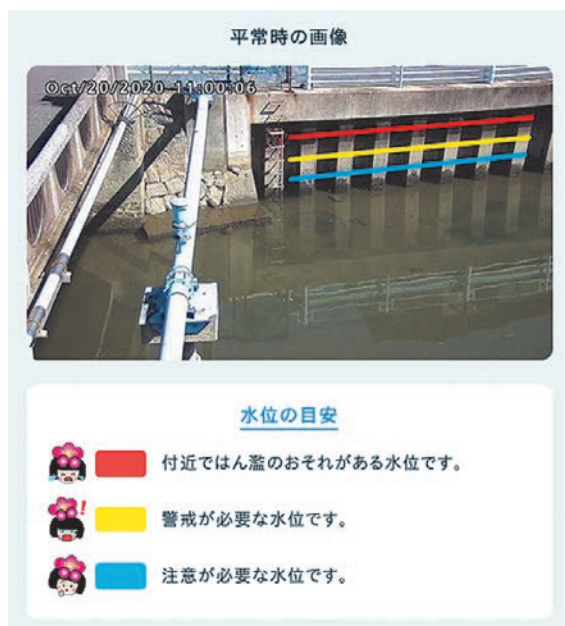 平常時の画像
Oct/20/2020 11:00:06
水位の目安
付近ではん濫のおそれがある水位です。
警戒が必要な水位です。
注意が必要な水位です。